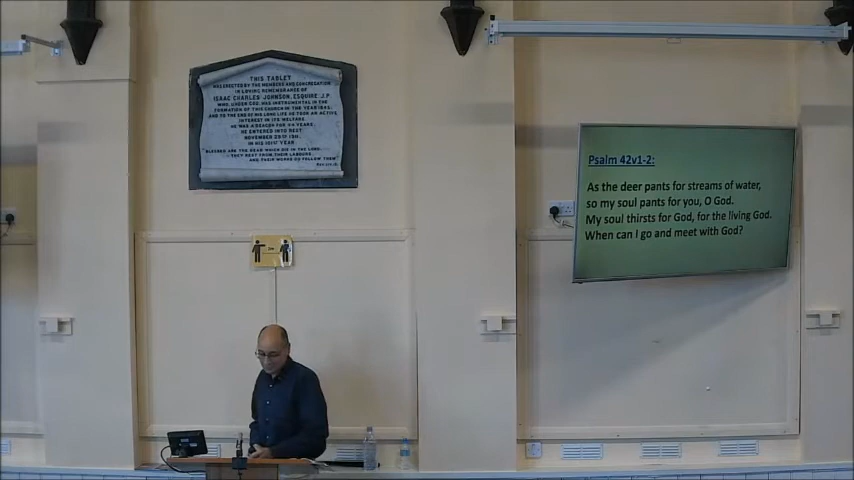 THIS TABLET
WAS ERECTED BY THE MEMBERS AND CONGREGATION
IN LOVING REMEMBRANCE OF
ISAAC CHARLES JOHNSON, ESQUIRE J.P.
WHO, UNDER GOD, WAS INSTRUMENTAL IN THE
FORMATION OF THIS CHURCH IN THE YEAR
AND TO THE END OF HIS LONG LIFE HE TOOK AN ACTIVE
INTEREST IN ITS WELFARE.
HE WAS A DEACON FOR YEARS.
HE ENTERED INTO REST
NOVEMBER 29TH 1911,
IN HIS 101ST YEAR
BLESSED ARE THE DEAD WHICH DIE IN THE LORD,
THEY REST FROM THEIR LABOURS,
AND THEIR WORKS DO FOLLOW THEM
Psalm 42v1-2:
As the deer pants for streams of water,
so my soul pants for you, O God.
My soul thirsts for God, for the living God.
When can I go and meet with God?